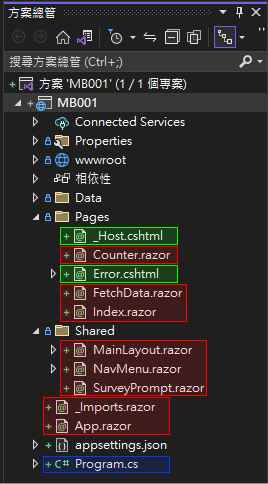 方案總管
搜尋方案總管 (Ctrl+;)
方案 'MB001' (1 / 1 個專案)
MB001
Connected Services
Properties
wwwroot
相依性
Data
Pages
_Host.cshtml
Counter.razor
Error.cshtml
FetchData.razor
Index.razor
Shared
MainLayout.razor
NavMenu.razor
SurveyPrompt.razor
_Imports.razor
App.razor
appsettings.json
C# Program.cs